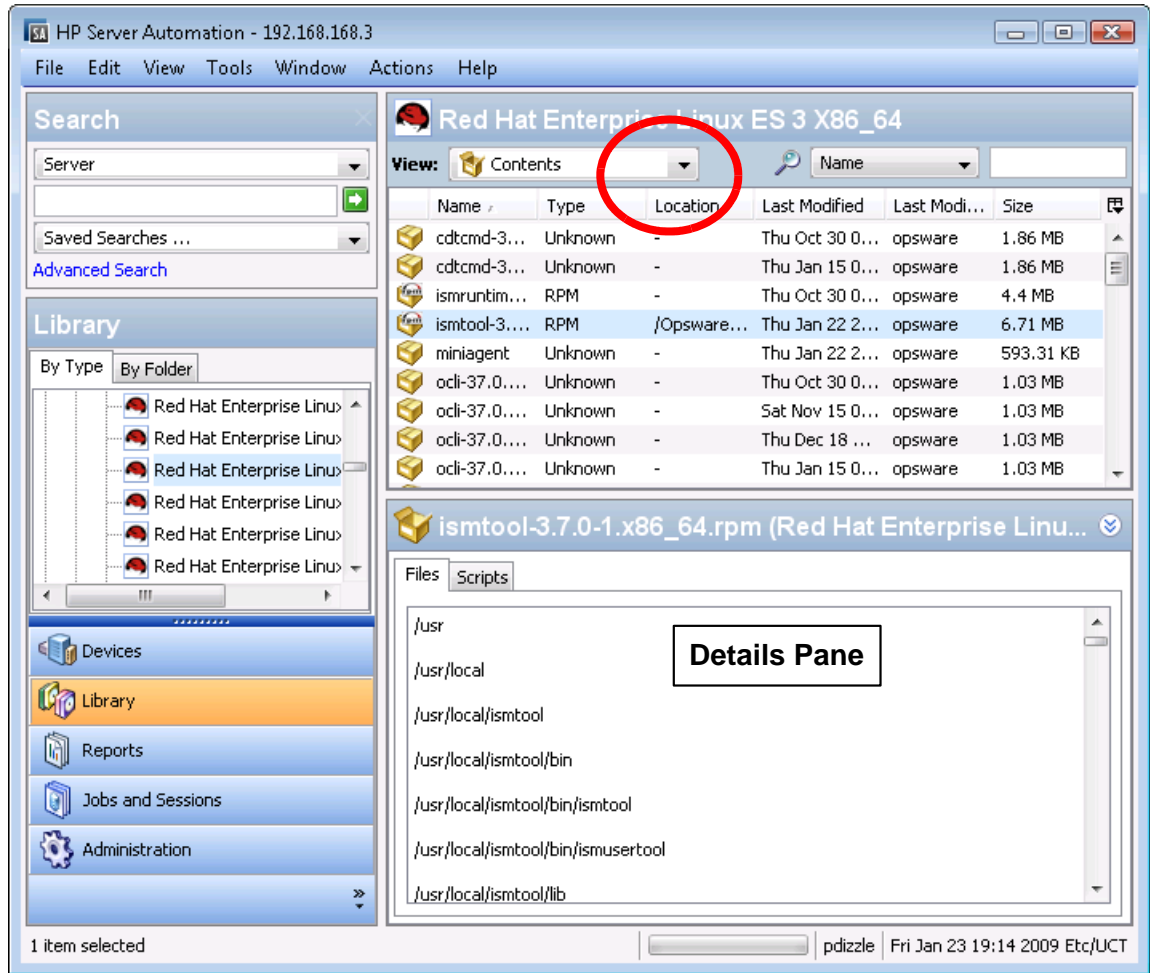 SA HP Server Automation - 192.168.168.3
File Edit View Tools Window Actions Help
Search
Server
Saved Searches ...
Advanced Search
Library
By Type By Folder
Red Hat Enterprise Linux
Red Hat Enterprise Linux
Red Hat Enterprise Linux
Red Hat Enterprise Linux
Red Hat Enterprise Linux
Red Hat Enterprise Linux
Devices
Library
Reports
Jobs and Sessions
Administration
Red Hat Enterprise Linux ES 3 X86_64
View: Contents Name
Name Type Location Last Modified Last Modi... Size
cdtcmd-3... Unknown - Thu Oct 30 0... opsware 1.86 MB
cdtcmd-3... Unknown - Thu Jan 15 0... opsware 1.86 MB
ismruntim... RPM - Thu Oct 30 0... opsware 4.4 MB
ismtool-3.... RPM /Opsware... Thu Jan 22 2... opsware 6.71 MB
miniagent Unknown - Thu Jan 22 2... opsware 593.31 KB
ocli-37.0.... Unknown - Thu Oct 30 0... opsware 1.03 MB
ocli-37.0.... Unknown - Sat Nov 15 0... opsware 1.03 MB
ocli-37.0.... Unknown - Thu Dec 18 ... opsware 1.03 MB
ocli-37.0.... Unknown - Thu Jan 15 0... opsware 1.03 MB
ismtool-3.7.0-1.x86_64.rpm (Red Hat Enterprise Linu...
Files Scripts
/usr
/usr/local
/usr/local/ismtool
/usr/local/ismtool/bin
/usr/local/ismtool/bin/ismtool
/usr/local/ismtool/bin/ismusertool
/usr/local/ismtool/lib
Details Pane
1 item selected
pdizzle Fri Jan 23 19:14 2009 Etc/UCT